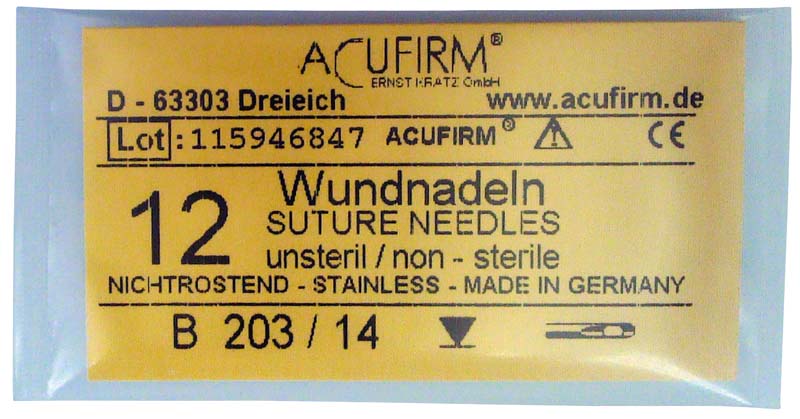 ACUFIRM®
ERNST KRATZ GmbH
D - 63303 Dreieich www.acufirm.de
Lot: 115946847 ACUFIRM® CE
12 Wundnadeln
SUTURE NEEDLES
unsteril / non - sterile
NICHTROSTEND - STAINLESS - MADE IN GERMANY
B 203 / 14